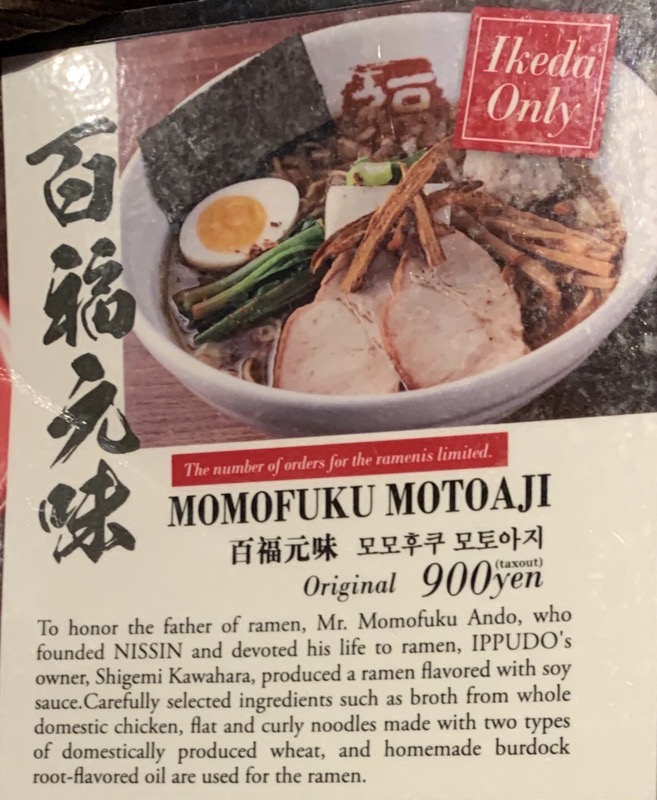 Ikeda
Only
百福元味
The number of orders for the ramenis limited.
MOMOFUKU MOTOAJI
百福元味 모모후쿠 모토아지
(taxout)
Original 900yen
To honor the father of ramen, Mr. Momofuku Ando, who
founded NISSIN and devoted his life to ramen, IPPUDO's
owner, Shigemi Kawahara, produced a ramen flavored with soy
sauce.Carefully selected ingredients such as broth from whole
domestic chicken, flat and curly noodles made with two types
of domestically produced wheat, and homemade burdock
root-flavored oil are used for the ramen.